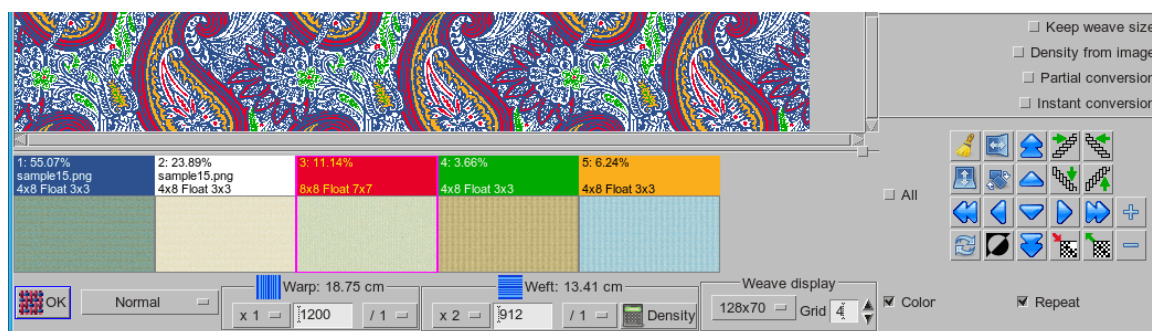 Keep weave size
Density from image
Partial conversion
Instant conversion
1: 55.07% 2: 23.89% 3: 11.14% 4: 3.66% 5: 6.24%
sample15.png sample15.png
4x8 Float 3x3 4x8 Float 3x3 8x8 Float 7x7 4x8 Float 3x3 4x8 Float 3x3
All
Warp: 18.75 cm Weft: 13.41 cm Weave display
OK Normal x 1 1200 / 1 x 2 912 / 1 Density 128x70 Grid 4 Color Repeat